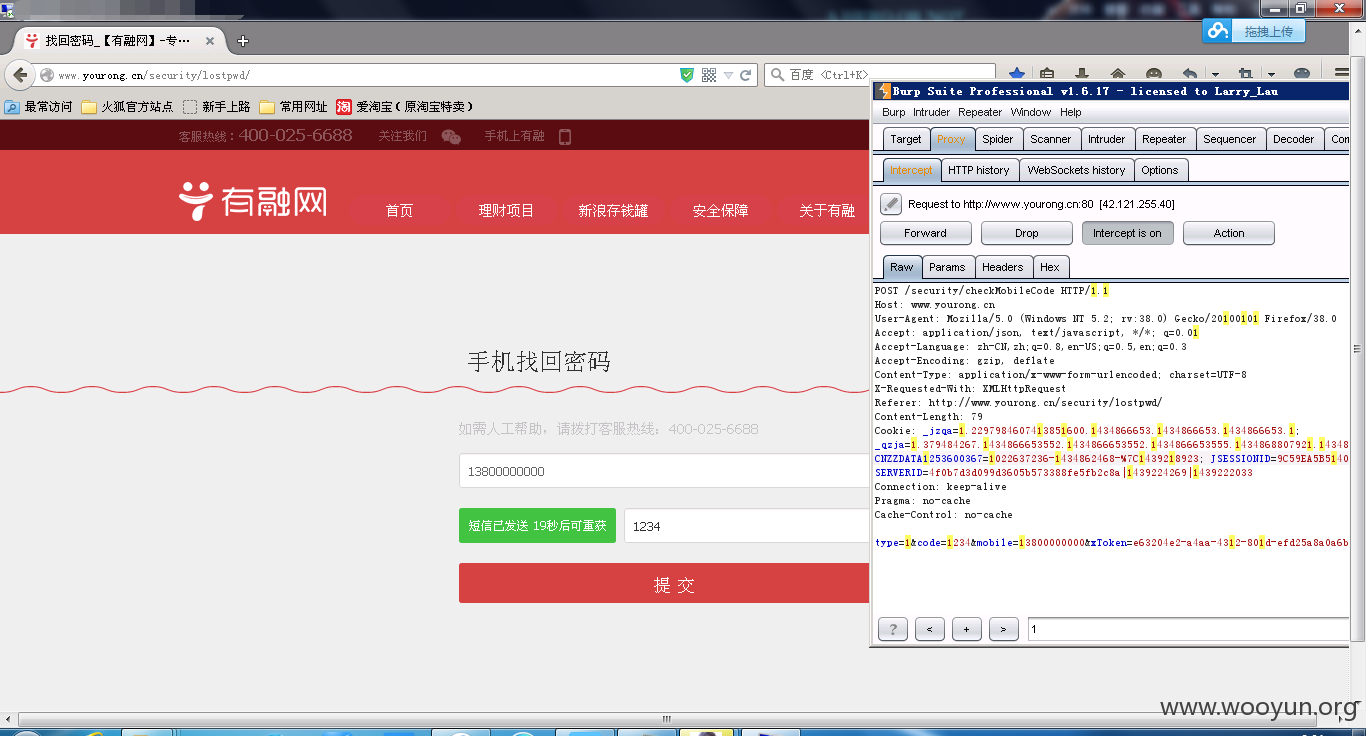 拖拽上传
找回密码_【有融网】-专…
www.yourong.cn/security/lostpwd/
百度 <Ctrl+K>
最常访问 火狐官方站点 新手上路 常用网址 淘 爱淘宝（原淘宝特卖）
客服热线：400-025-6688 关注我们 手机上有融
有融网
首页 理财项目 新浪存钱罐 安全保障 关于有融
手机找回密码
如需人工帮助，请拨打客服热线：400-025-6688
13800000000
短信已发送 19秒后可重获 1234
提 交
Burp Suite Professional v1.6.17 - licensed to Larry_Lau
Burp Intruder Repeater Window Help
Target Proxy Spider Scanner Intruder Repeater Sequencer Decoder Con
Intercept HTTP history WebSockets history Options
Request to http://www.yourong.cn:80 [42.121.255.40]
Forward Drop Intercept is on Action
Raw Params Headers Hex
POST /security/checkMobileCode HTTP/1.1
Host: www.yourong.cn
User-Agent: Mozilla/5.0 (Windows NT 5.2; rv:38.0) Gecko/20100101 Firefox/38.0
Accept: application/json, text/javascript, */*; q=0.01
Accept-Language: zh-CN,zh;q=0.8,en-US;q=0.5,en;q=0.3
Accept-Encoding: gzip, deflate
Content-Type: application/x-www-form-urlencoded; charset=UTF-8
X-Requested-With: XMLHttpRequest
Referer: http://www.yourong.cn/security/lostpwd/
Content-Length: 79
Cookie: _jzqa=1.2297984607413851600.1434866653.1434866653.1434866653.1;
_qzja=1.379484267.1434866653552.1434866653552.1434866653555.1434868807921.14348
CNZZDATA1253600367=1022637236-1434862468-%7C1439218923; JSESSIONID=9C59EA5B5140
SERVERID=4f0b7d3d099d3605b573388fe5fb2c8a|1439224269|1439222033
Connection: keep-alive
Pragma: no-cache
Cache-Control: no-cache
type=1&code=1234&mobile=13800000000&xToken=e63204e2-a4aa-4312-801d-efd25a8a0a6b
? < + > 1
www.wooyun.org